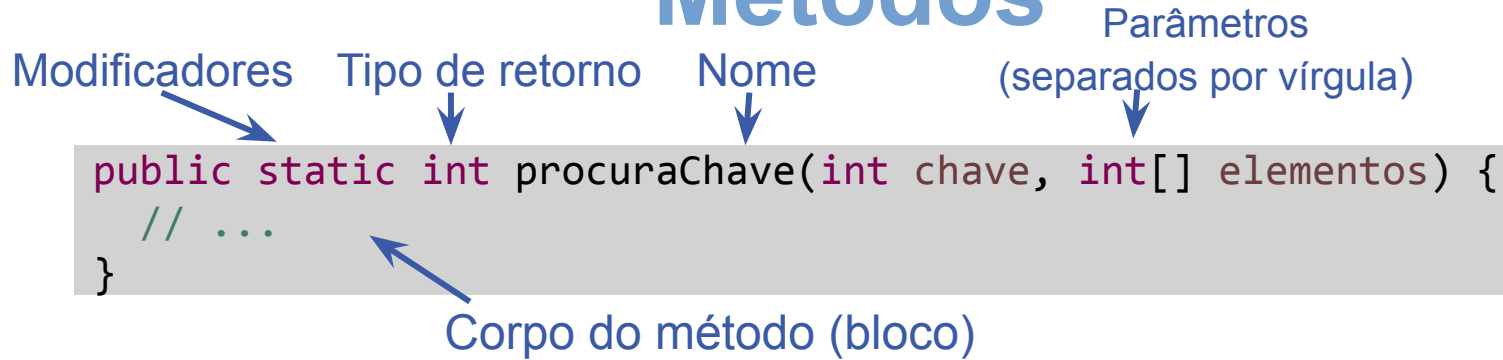 Métodos
Parâmetros
Modificadores Tipo de retorno Nome (separados por vírgula)
public static int procuraChave(int chave, int[] elementos) {
// ...
}
Corpo do método (bloco)